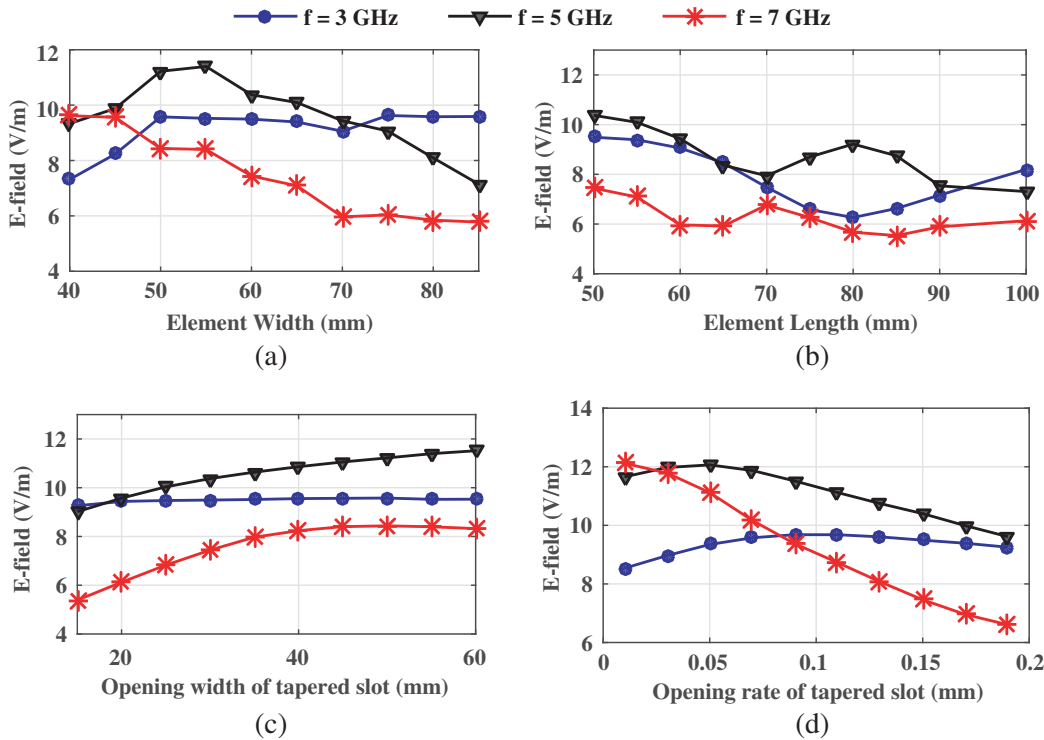 f = 3 GHz f = 5 GHz f = 7 GHz
12
10
8
6
4
E-field (V/m)
40 50 60 70 80
Element Width (mm)
(a)
12
10
8
6
4
E-field (V/m)
50 60 70 80 90 100
Element Length (mm)
(b)
12
10
8
6
4
E-field (V/m)
20 40 60
Opening width of tapered slot (mm)
(c)
14
12
10
8
6
E-field (V/m)
0 0.05 0.1 0.15 0.2
Opening rate of tapered slot (mm)
(d)